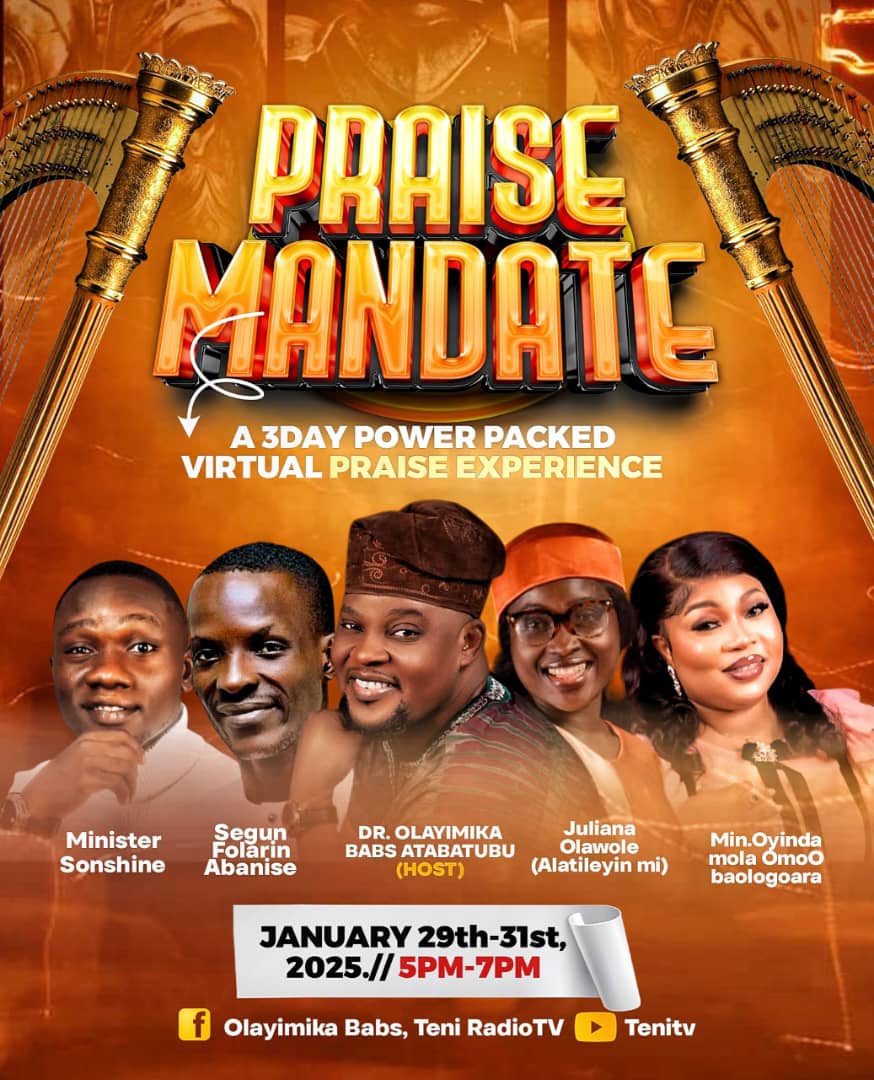 PRAISE
MANDATE
A 3DAY POWER PACKED
VIRTUAL PRAISE EXPERIENCE
Minister
Sonshine
Segun
Folarin
Abanise
DR. OLAYIMIKA
BABS ATABATUBU
(HOST)
Juliana
Olawole
(Alatileyin mi)
Min.Oyinda
mola OmoO
baologoara
JANUARY 29th-31st,
2025.// 5PM-7PM
Olayimika Babs, Teni RadioTV
Tenitv